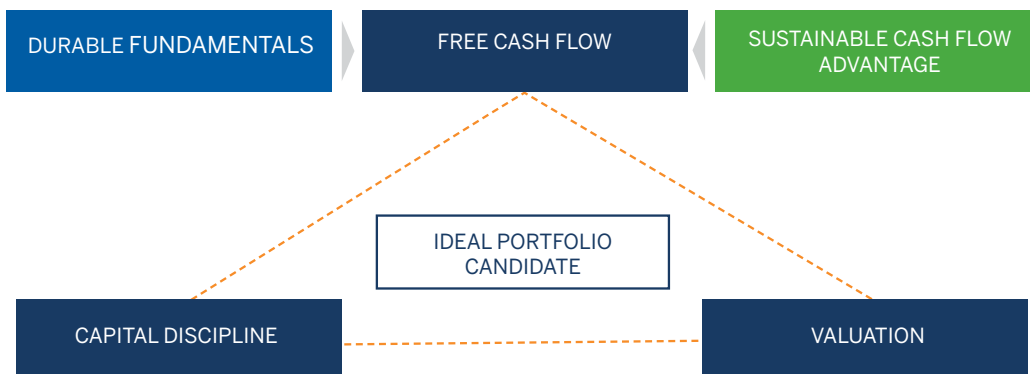 DURABLE FUNDAMENTALS
FREE CASH FLOW
SUSTAINABLE CASH FLOW
ADVANTAGE
IDEAL PORTFOLIO
CANDIDATE
CAPITAL DISCIPLINE
VALUATION